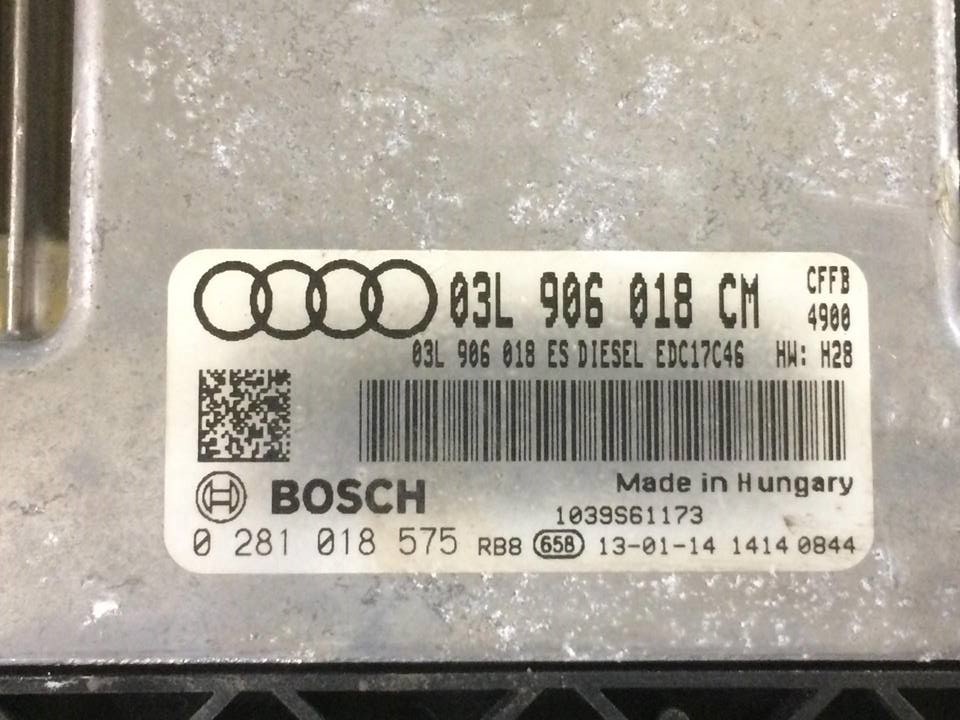 03L 906 018 CM CFFB
4900
03L 906 018 ES DIESEL EDC17C46 HW: H28
Made in Hungary
BOSCH
1039S61173
0 281 018 575 RB8 658 13-01-14 1414 0844